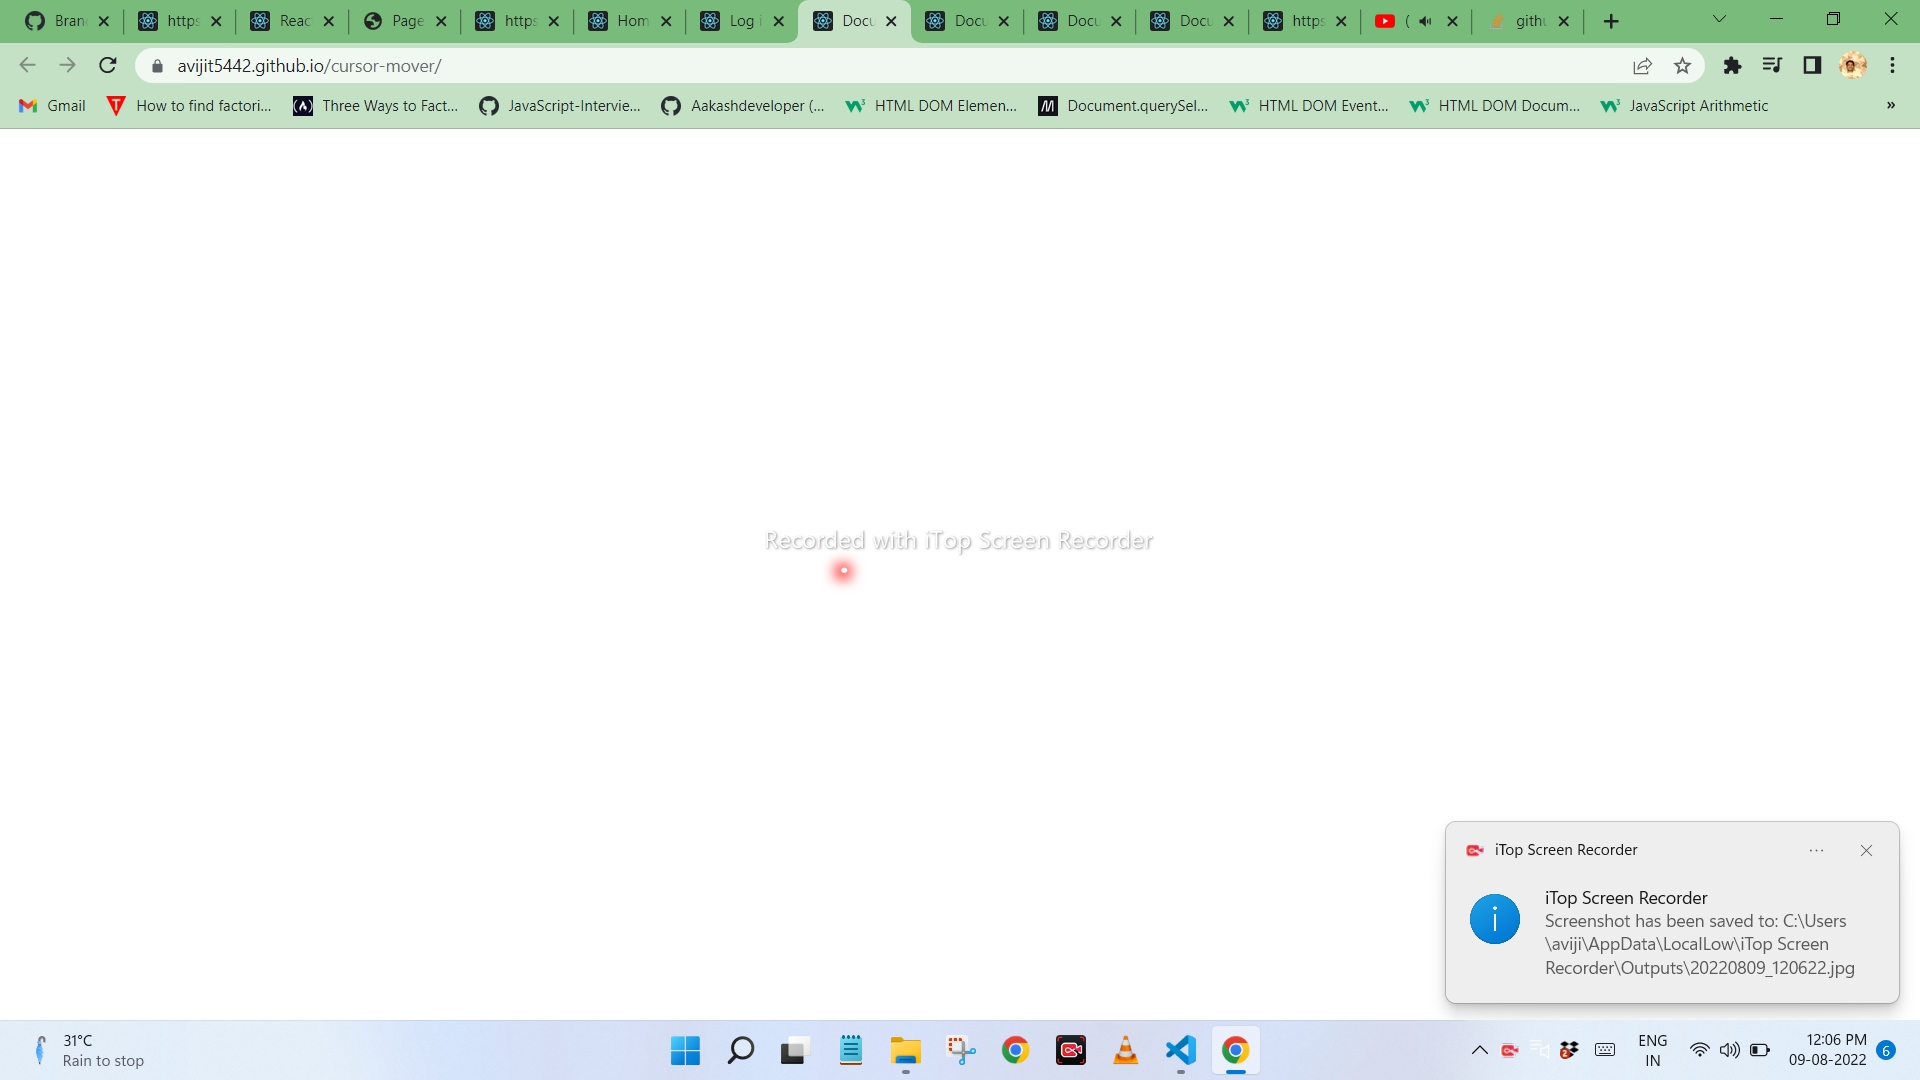 Bran
https
Reac
Page
https
Hom
Log i
Docu
Docu
Docu
Docu
https
(
githu
avijit5442.github.io/cursor-mover/
Gmail
How to find factori...
Three Ways to Fact...
JavaScript-Intervie...
Aakashdeveloper (...
HTML DOM Elemen...
Document.querySel...
HTML DOM Event...
HTML DOM Docum...
JavaScript Arithmetic
»
Recorded with iTop Screen Recorder
iTop Screen Recorder
iTop Screen Recorder
Screenshot has been saved to: C:\Users
\aviji\AppData\LocalLow\iTop Screen
Recorder\Outputs\20220809_120622.jpg
31°C
Rain to stop
2
ENG
IN
12:06 PM
09-08-2022
6